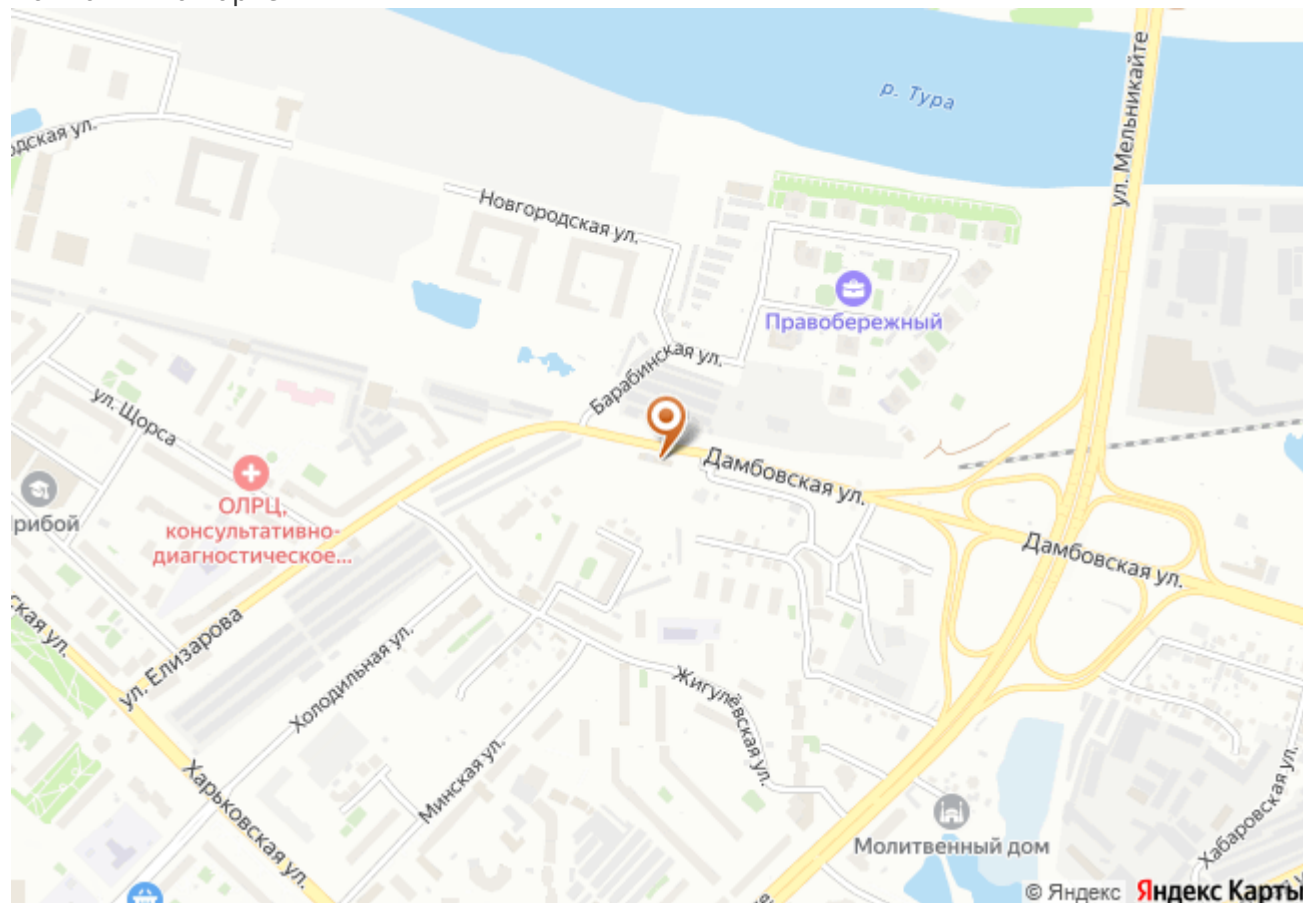 р. Тура
ул. Мельникайте
одская ул.
Новгородская ул.
Правобережный
Барабинская ул.
ул. Щорса
Дамбовская ул.
ОЛРЦ,
консультативно-
диагностическое...
рибой
Дамбовская ул.
ская ул.
ул. Елизарова
Холодильная ул.
Жигулёвская ул.
Минская ул.
Харьковская ул.
Молитвенный дом
Хабаровская ул.
© Яндекс Яндекс Карты